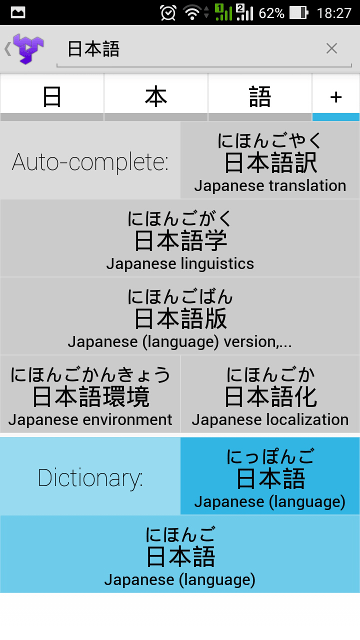 62% 18:27
日本語
日 本 語 +
Auto-complete:
にほんごやく
日本語訳
Japanese translation
にほんごがく
日本語学
Japanese linguistics
にほんごばん
日本語版
Japanese (language) version,...
にほんごかんきょう
日本語環境
Japanese environment
にほんごか
日本語化
Japanese localization
Dictionary:
にっぽんご
日本語
Japanese (language)
にほんご
日本語
Japanese (language)